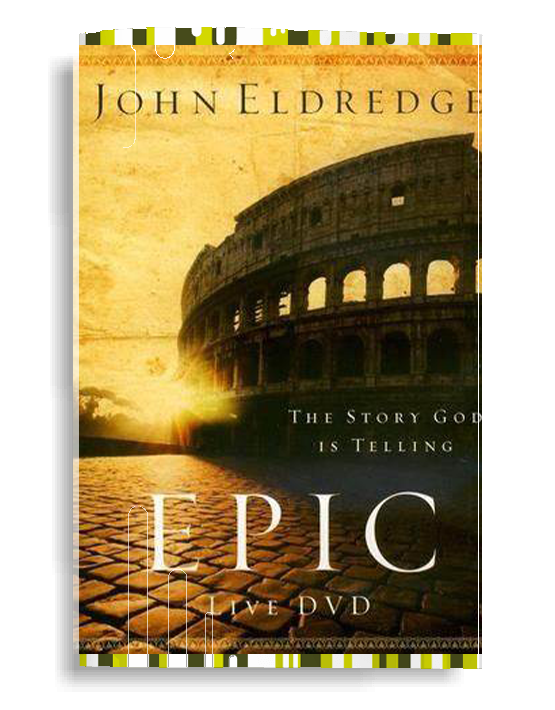 JOHN ELDREDGE
THE STORY GOD
IS TELLING
EPIC
LIVE DVD